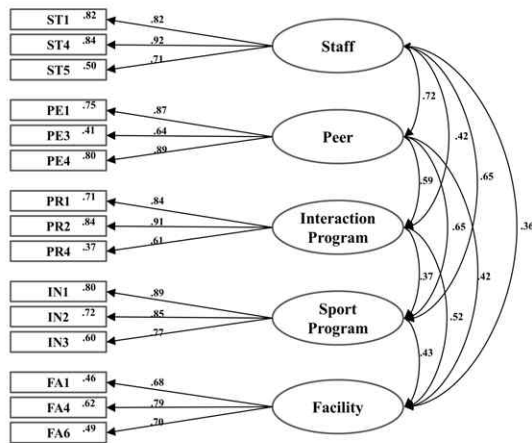 ST1 .82
.82
Staff
ST4 .84
.92
ST5 .50
.71
.72
.42
PE1 .75
.87
Peer
PE3 .41
.64
PE4 .80
.89
.59
.65
PR1 .71
.84
Interaction
Program
PR2 .84
.91
.65
.36
PR4 .37
.61
.37
.42
IN1 .80
.89
Sport
Program
IN2 .72
.85
.52
IN3 .60
.77
.43
FA1 .46
.68
Facility
FA4 .62
.79
FA6 .49
.70